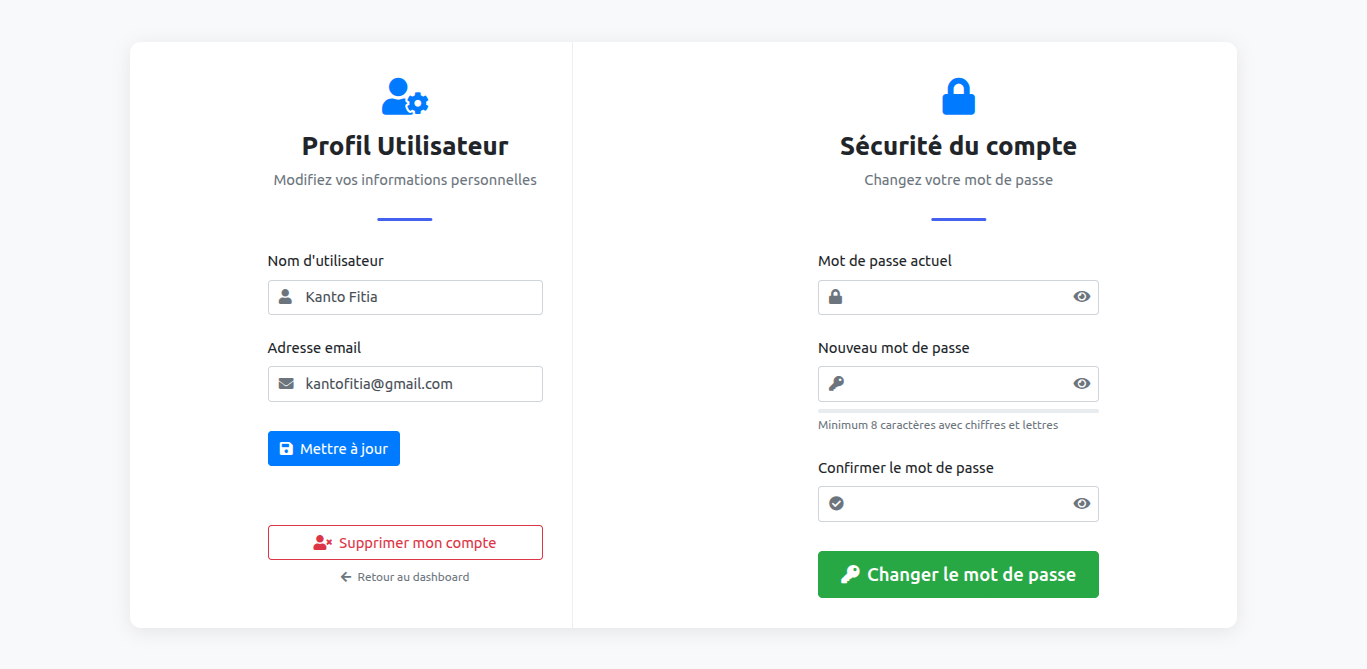 Profil Utilisateur
Modifiez vos informations personnelles
Nom d'utilisateur
Kanto Fitia
Adresse email
kantofitia@gmail.com
Mettre à jour
Supprimer mon compte
Retour au dashboard
Sécurité du compte
Changez votre mot de passe
Mot de passe actuel
Nouveau mot de passe
Minimum 8 caractères avec chiffres et lettres
Confirmer le mot de passe
Changer le mot de passe